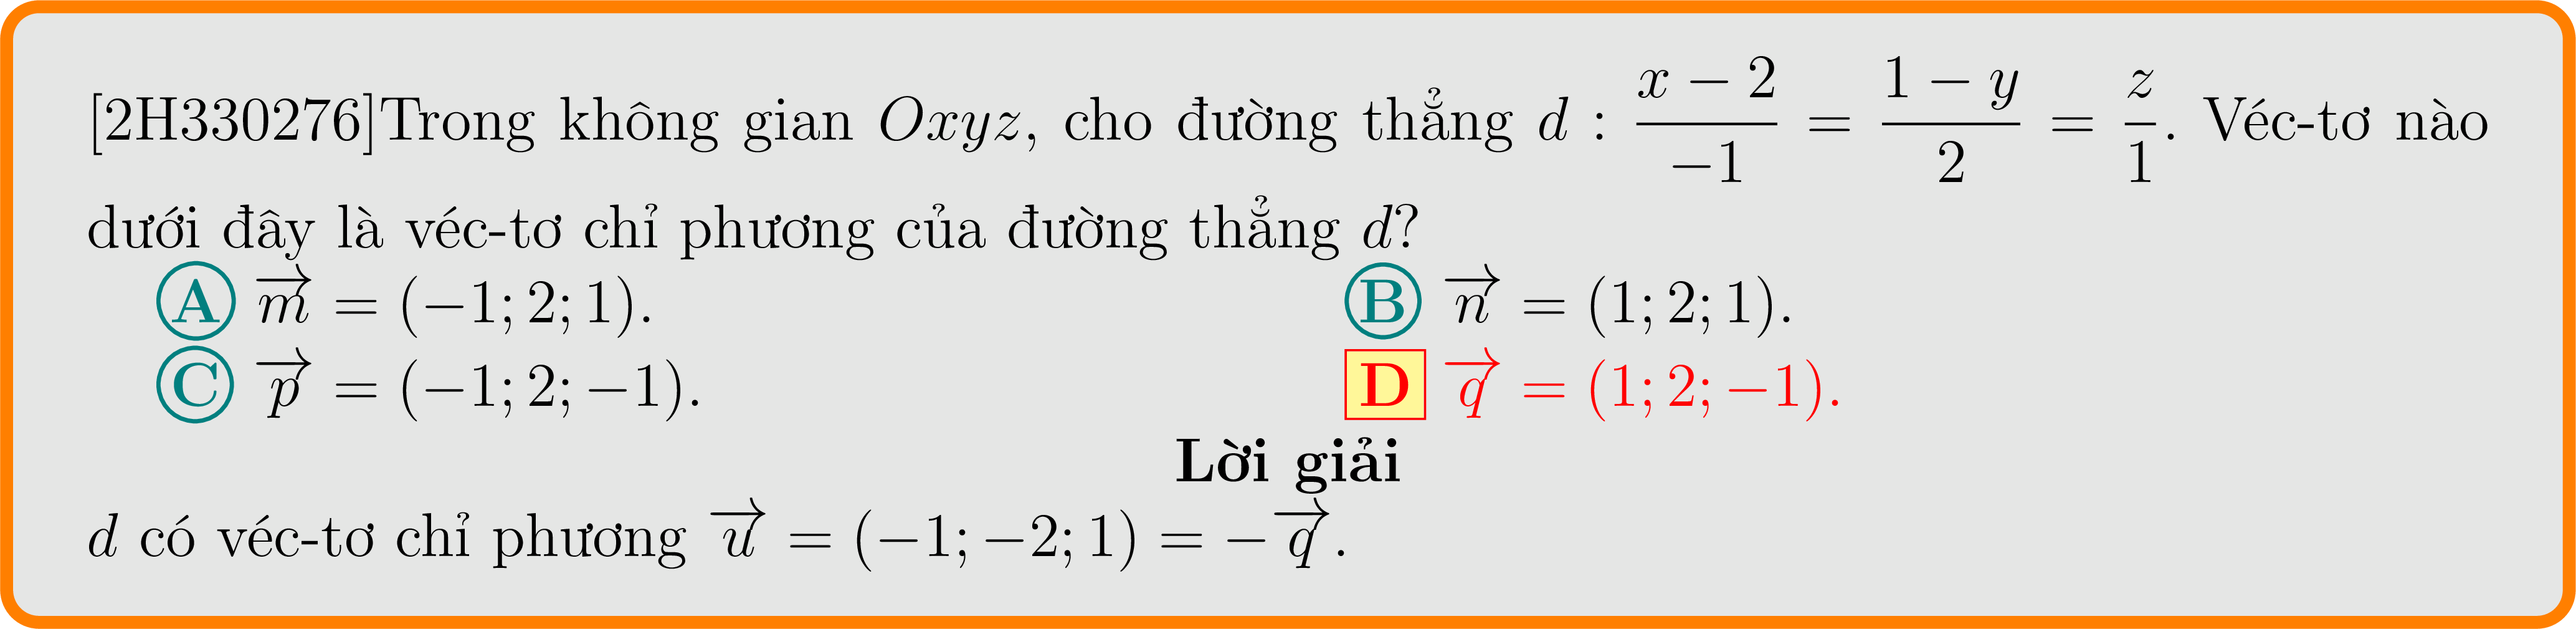 [2H330276]Trong không gian Oxyz, cho đường thẳng d : \frac{x − 2}{−1} = \frac{1 − y}{2} = \frac{z}{1}. Véc-tơ nào
dưới đây là véc-tơ chỉ phương của đường thẳng d?
A \overrightarrow{m} = (−1; 2; 1). B \overrightarrow{n} = (1; 2; 1).
C \overrightarrow{p} = (−1; 2; −1). D \overrightarrow{q} = (1; 2; −1).
Lời giải
d có véc-tơ chỉ phương \overrightarrow{u} = (−1; −2; 1) = −\overrightarrow{q}.